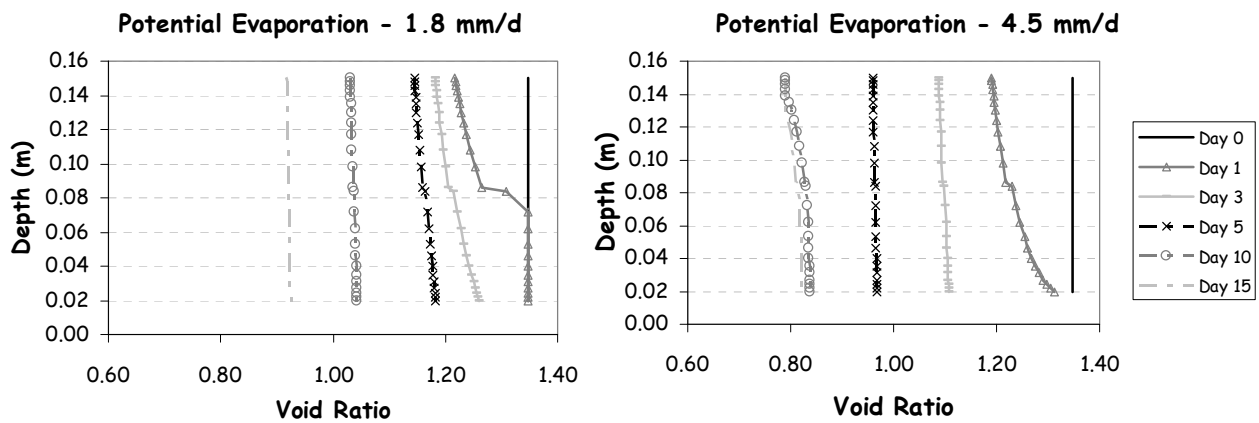 Potential Evaporation - 1.8 mm/d
Depth (m)
0.16
0.14
0.12
0.10
0.08
0.06
0.04
0.02
0.00
0.60
0.80
1.00
1.20
1.40
Void Ratio
Potential Evaporation - 4.5 mm/d
Depth (m)
0.16
0.14
0.12
0.10
0.08
0.06
0.04
0.02
0.00
0.60
0.80
1.00
1.20
1.40
Void Ratio
Day 0
Day 1
Day 3
Day 5
Day 10
Day 15